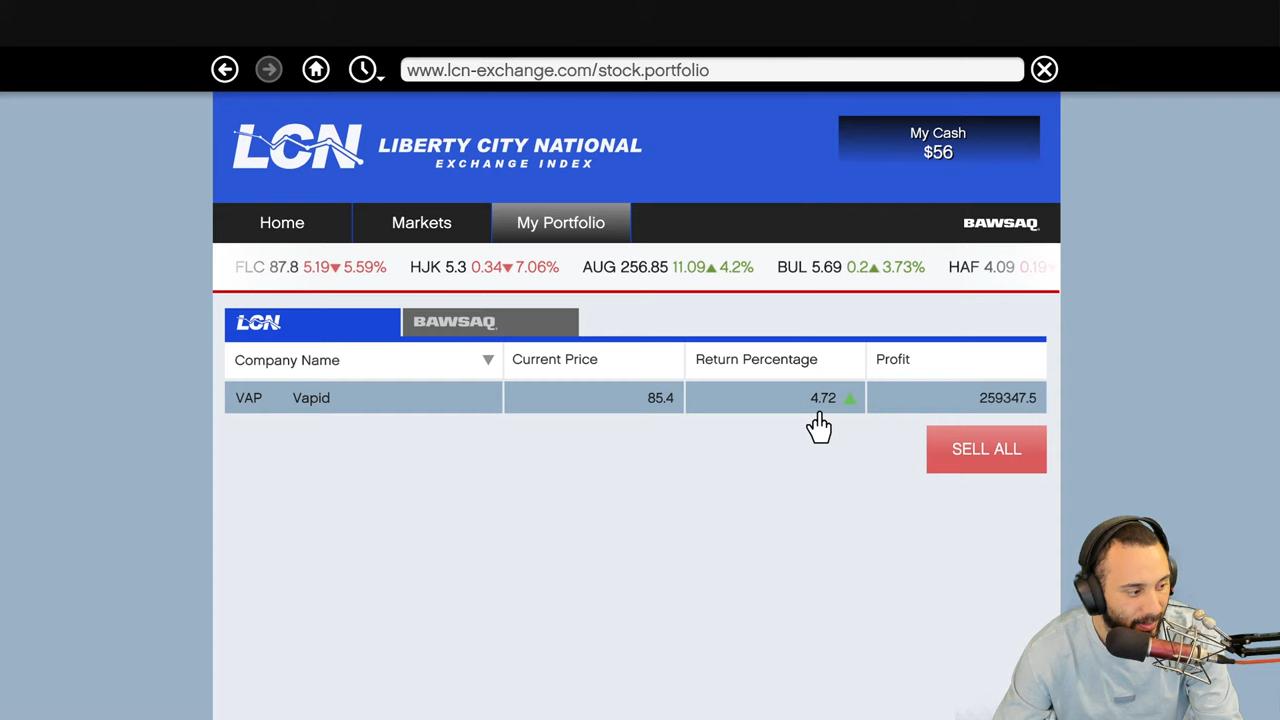 www.lcn-exchange.com/stock.portfolio
LCN LIBERTY CITY NATIONAL
EXCHANGE INDEX
My Cash
$56
Home Markets My Portfolio BAWSAQ
FLC 87.8 5.19▼5.59% HJK 5.3 0.34▼7.06% AUG 256.85 11.09▲4.2% BUL 5.69 0.2▲3.73% HAF 4.09 0.19▼
LCN BAWSAQ
Company Name ▼ Current Price Return Percentage Profit
VAP Vapid 85.4 4.72 ▲ 259347.5
SELL ALL